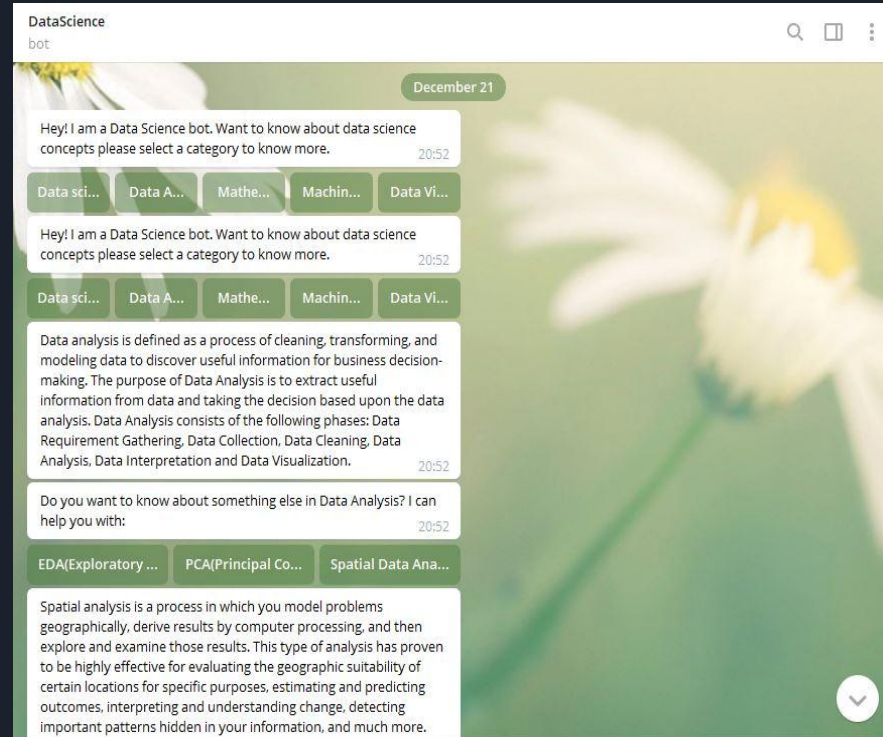 DataScience
bot
December 21
Hey! I am a Data Science bot. Want to know about data science
concepts please select a category to know more.
20:52
Data sci... Data A... Mathe... Machin... Data Vi...
Hey! I am a Data Science bot. Want to know about data science
concepts please select a category to know more.
20:52
Data sci... Data A... Mathe... Machin... Data Vi...
Data analysis is defined as a process of cleaning, transforming, and
modeling data to discover useful information for business decision-
making. The purpose of Data Analysis is to extract useful
information from data and taking the decision based upon the data
analysis. Data Analysis consists of the following phases: Data
Requirement Gathering, Data Collection, Data Cleaning, Data
Analysis, Data Interpretation and Data Visualization.
20:52
Do you want to know about something else in Data Analysis? I can
help you with:
20:52
EDA(Exploratory ... PCA(Principal Co... Spatial Data Ana...
Spatial analysis is a process in which you model problems
geographically, derive results by computer processing, and then
explore and examine those results. This type of analysis has proven
to be highly effective for evaluating the geographic suitability of
certain locations for specific purposes, estimating and predicting
outcomes, interpreting and understanding change, detecting
important patterns hidden in your information, and much more.